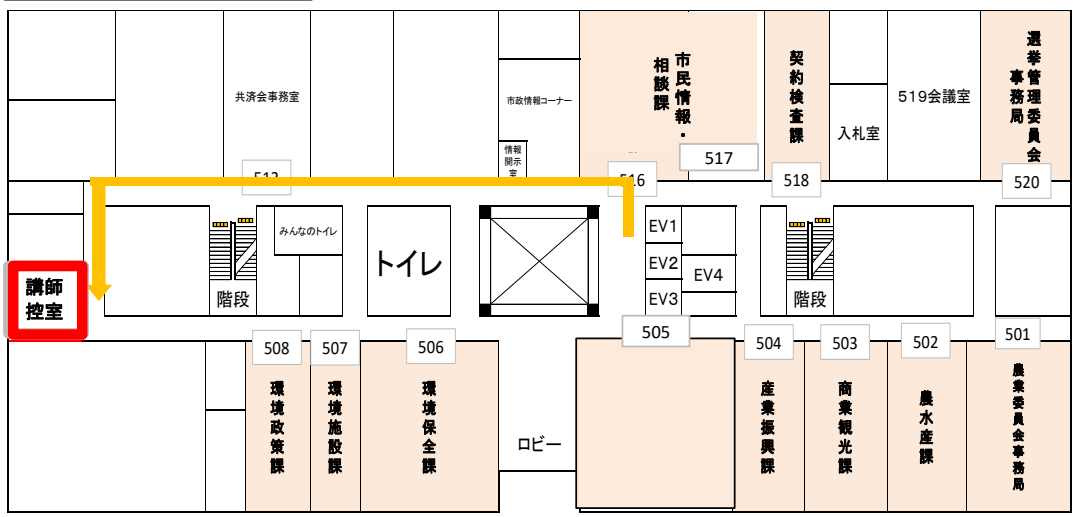 共済会事務室
市政情報コーナー
情報
開示
室
市民情報・
相談課
契約検査課
入札室
519会議室
選挙管理委員会
事務局
516
517
518
520
みんなのトイレ
トイレ
階段
EV1
EV2
EV3
EV4
階段
講師
控室
508
507
506
505
504
503
502
501
環境政策課
環境施設課
環境保全課
ロビー
産業振興課
商業観光課
農水産課
農業委員会事務局